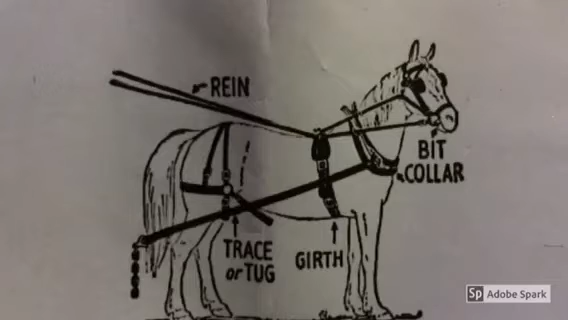 REIN
BIT
COLLAR
TRACE
or TUG
GIRTH
Sp Adobe Spark